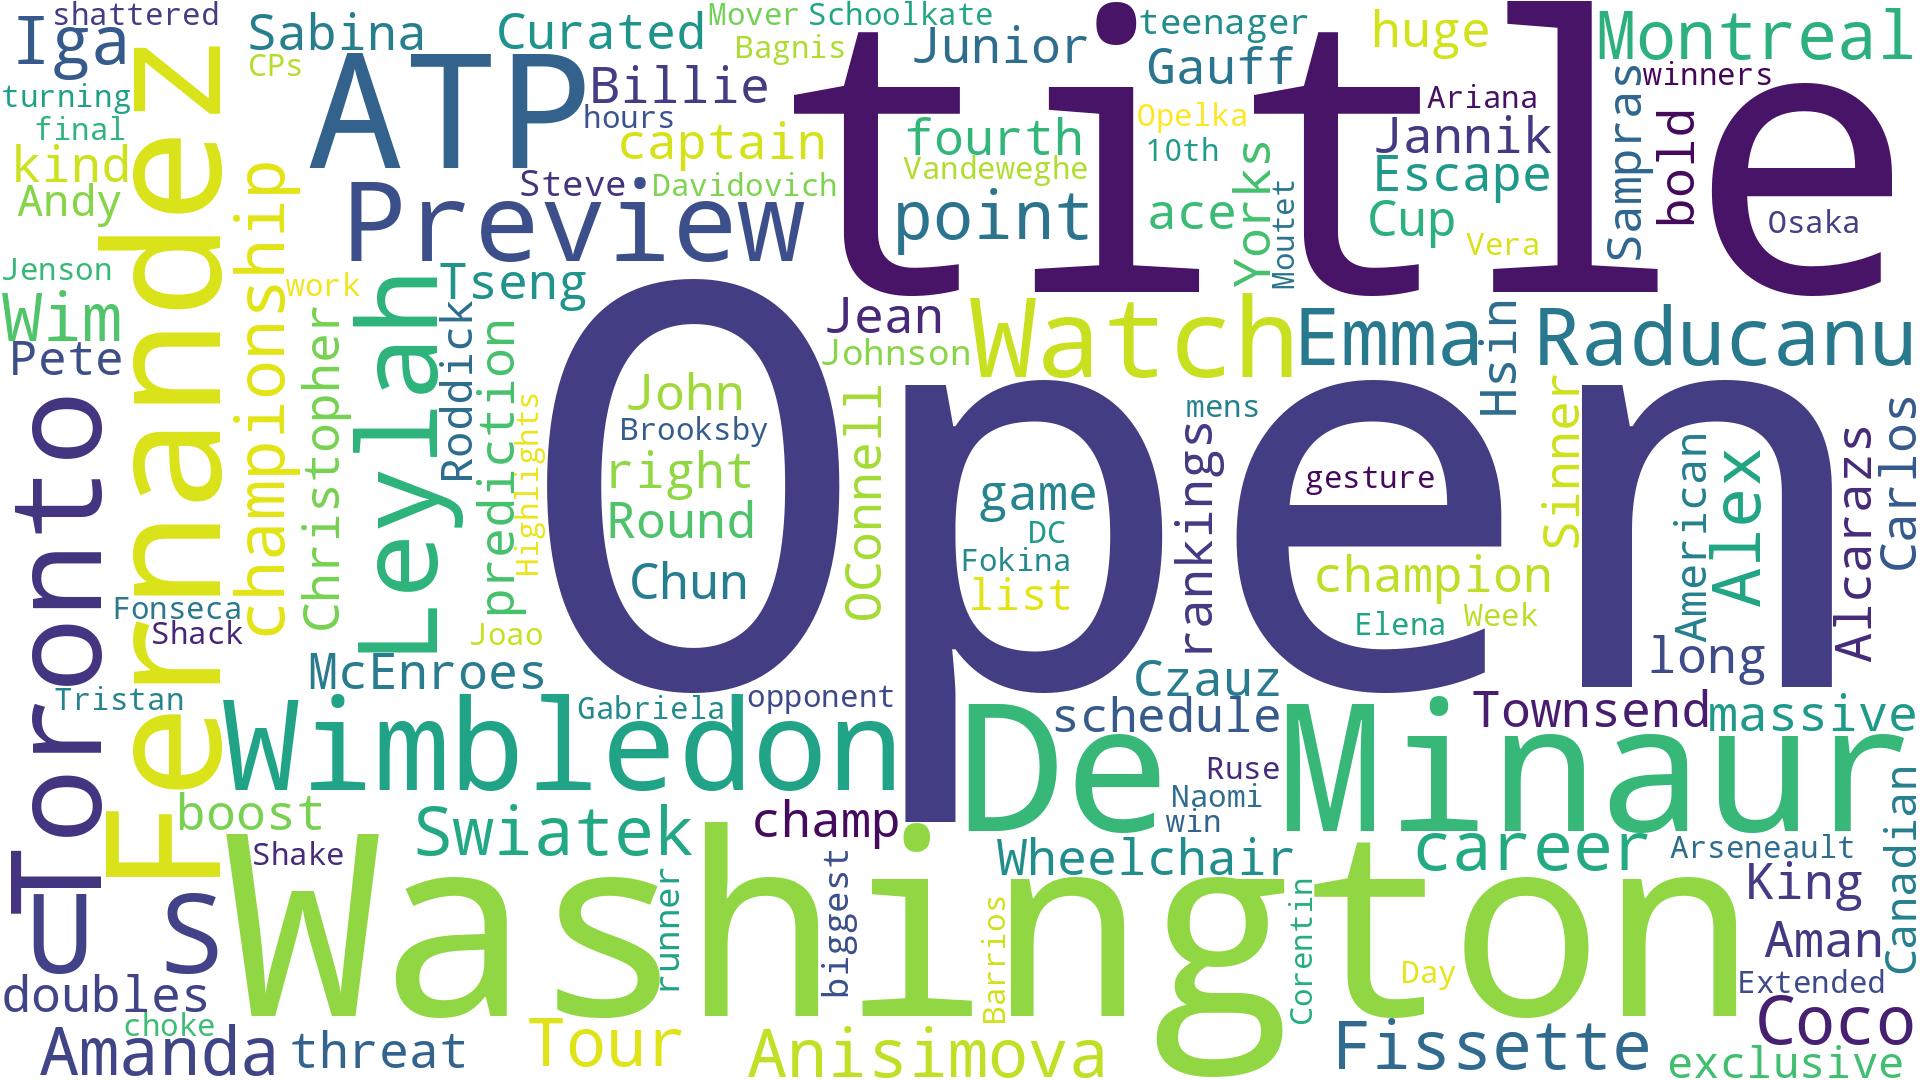 shattered
Iga
Sabina
Curated
Mover
Schoolkate
teenager
huge
Montreal
CPs
ATP
Bagnis
Junior
Gauff
winners
turning
Billie
title
Ariana
final
hours
Opelka
Sampras
kind
captain
fourth
10th
Jannik
bold
Andy
Steve
Davidovich
Vandeweghe
Escape
Fernandez
championship
Preview
point
ace
Yorks
Moutet
Cup
Vera
Osaka
Jenson
work
Tseng
Wim
Leylah
Jean
Watch
Emma
Hsin
Raducanu
Pete
Christopher
Roddick
prediction
Johnson
Toronto
Highlights
Open
John
Brooksby
OConnell
mens
rankings
Sinner
American
Alex
Alcarazs
Carlos
right
game
gesture
Round
DC
Fokina
Chun
list
champion
Fonseca
Elena
Week
Shack
Joao
McEnroes
Czauz
long
Tristan
Gabriela
opponent
schedule
Townsend
massive
Wimbledon
De Minaur
Ruse
Naomi
win
boost
Swiatek
champ
Wheelchair
career
Arseneault
Canadian
Shake
King
U S
Washington
runner
biggest
Barrios
Corentin
Aman
Day
Extended
doubles
choke
Coco
Amanda
threat
Tour
Anisimova
Fissette
exclusive